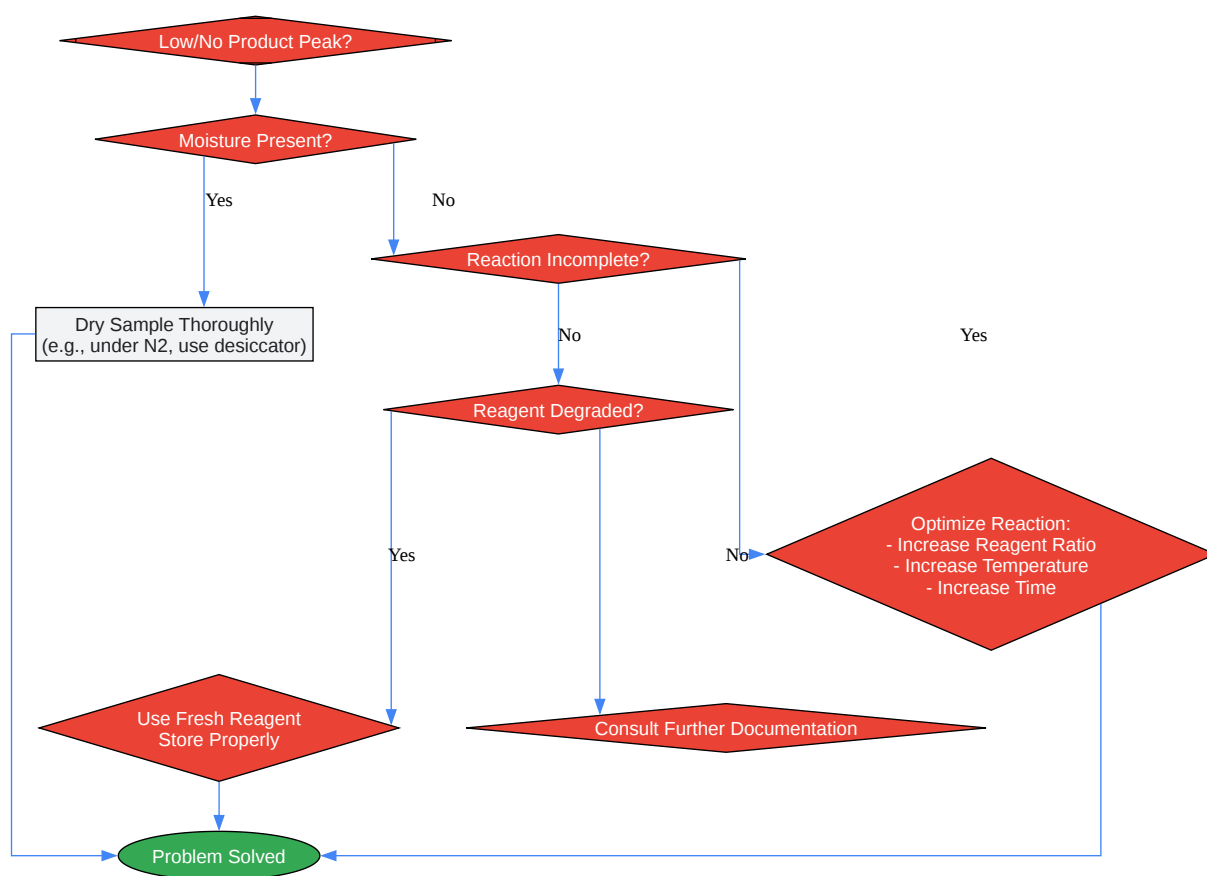 Low/No Product Peak?
Moisture Present?
Yes
No
Reaction Incomplete?
Dry Sample Thoroughly
(e.g., under N2, use desiccator)
No
Yes
Reagent Degraded?
Optimize Reaction:
- Increase Reagent Ratio
- Increase Temperature
- Increase Time
Yes
No
Use Fresh Reagent
Store Properly
Consult Further Documentation
Problem Solved